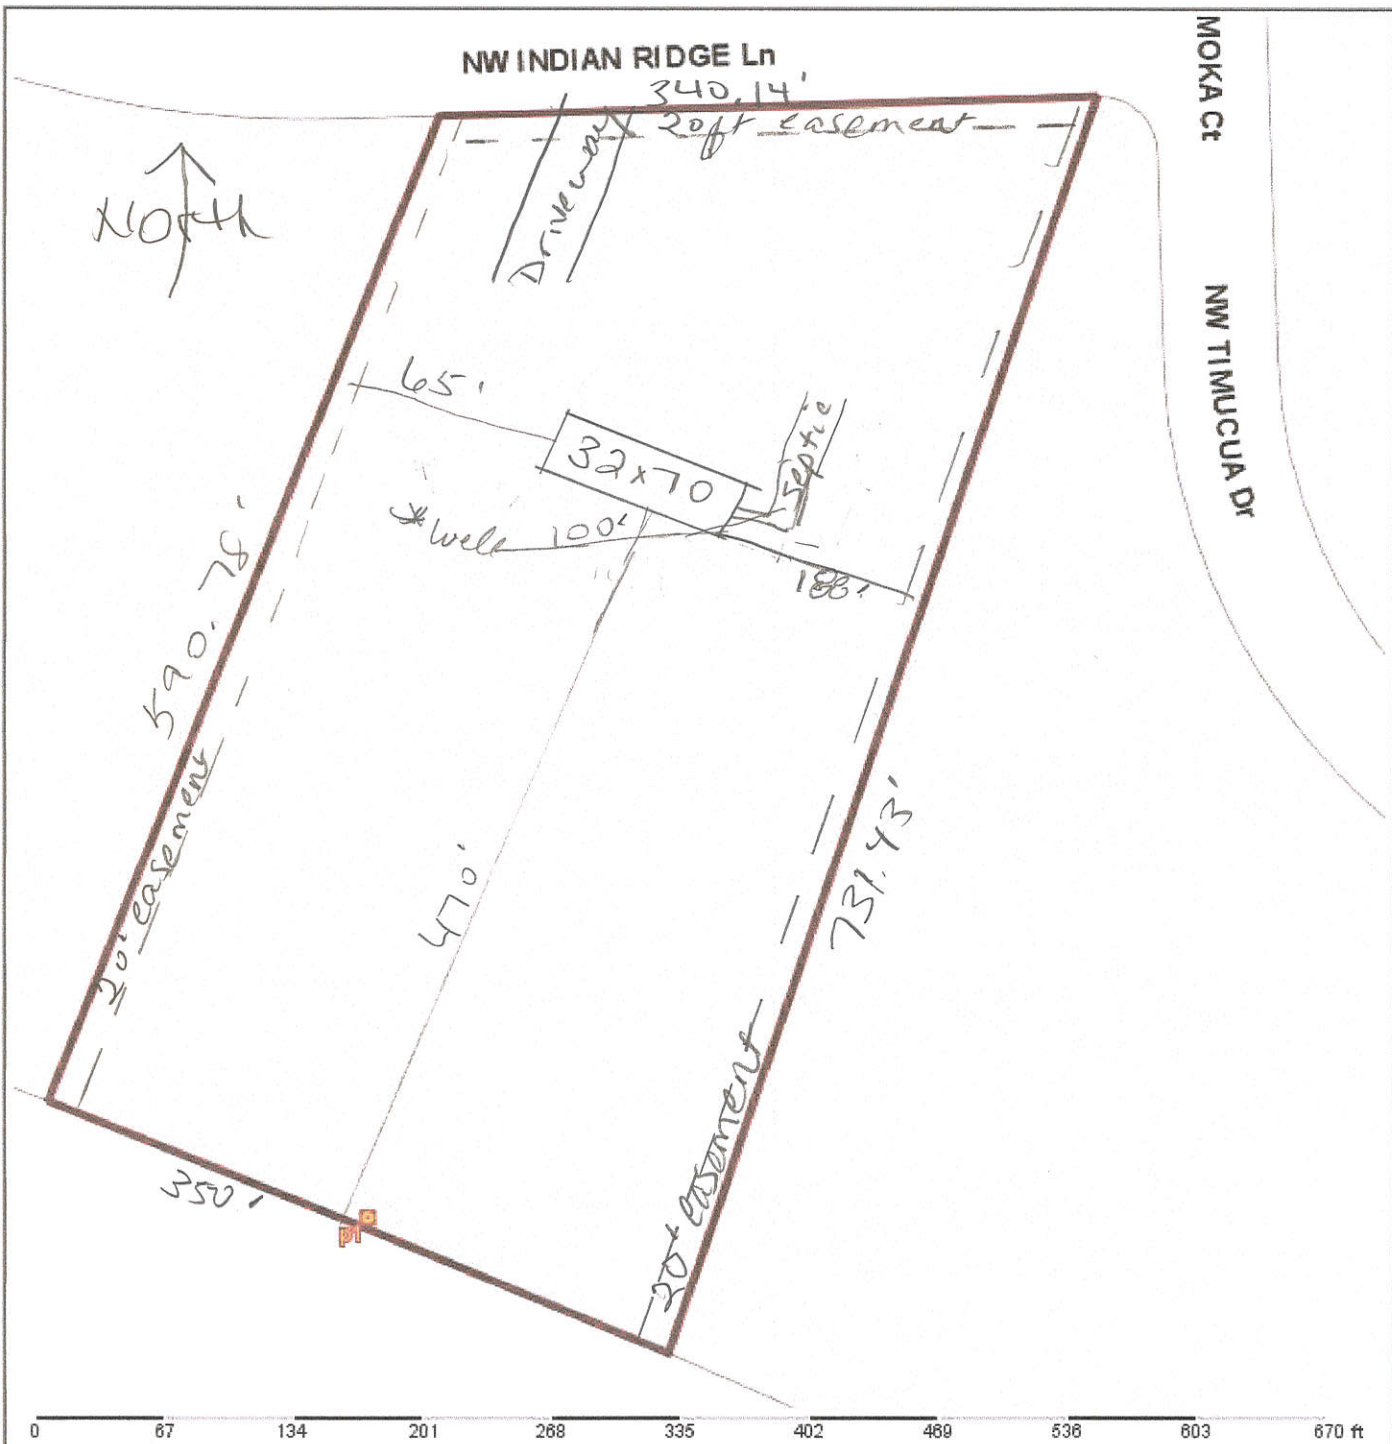 NW INDIAN RIDGE Ln
MOKA Ct
340.14'
20ft easement
North
Driveway
NW TIMUCUA Dr
65'
32x70
septic
* well 100'
590.78'
20' easement
470'
731.43'
20' easement
350'
p1
0 67 134 201 268 335 402 469 536 603 670 ft